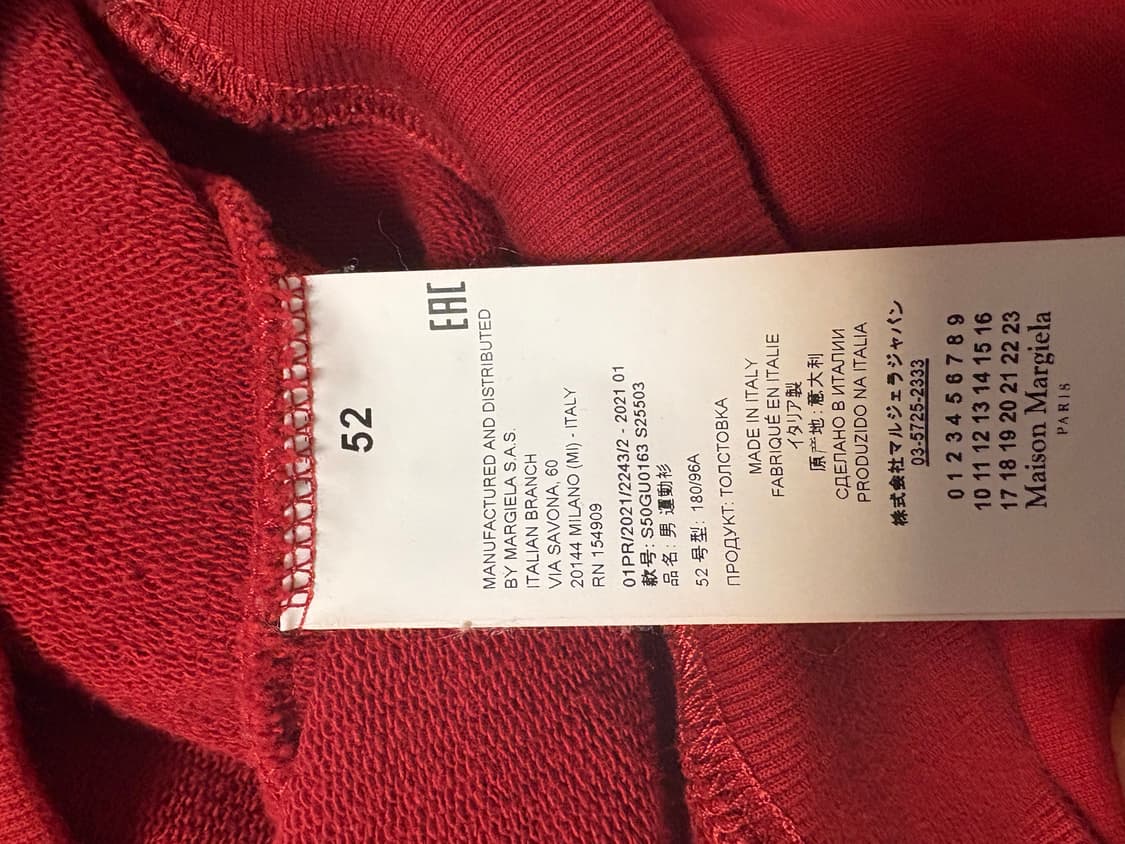 52
EAC
MANUFACTURED AND DISTRIBUTED
BY MARGIELA S.A.S.
ITALIAN BRANCH
VIA SAVONA, 60
20144 MILANO (MI) - ITALY
RN 154909
01PR/2021/2243/2 - 2021 01
款号: S50GU0163 S25503
品名: 男 運動衫
52 号型: 180/96A
ПРОДУКТ: ТОЛСТОВКА
MADE IN ITALY
FABRIQUÉ EN ITALIE
イタリア製
原产地: 意大利
СДЕЛАНО В ИТАЛИИ
PRODUZIDO NA ITALIA
株式会社マルジェラジャパン
03-5725-2333
0 1 2 3 4 5 6 7 8 9
10 11 12 13 14 15 16
17 18 19 20 21 22 23
Maison Margiela
PARIS